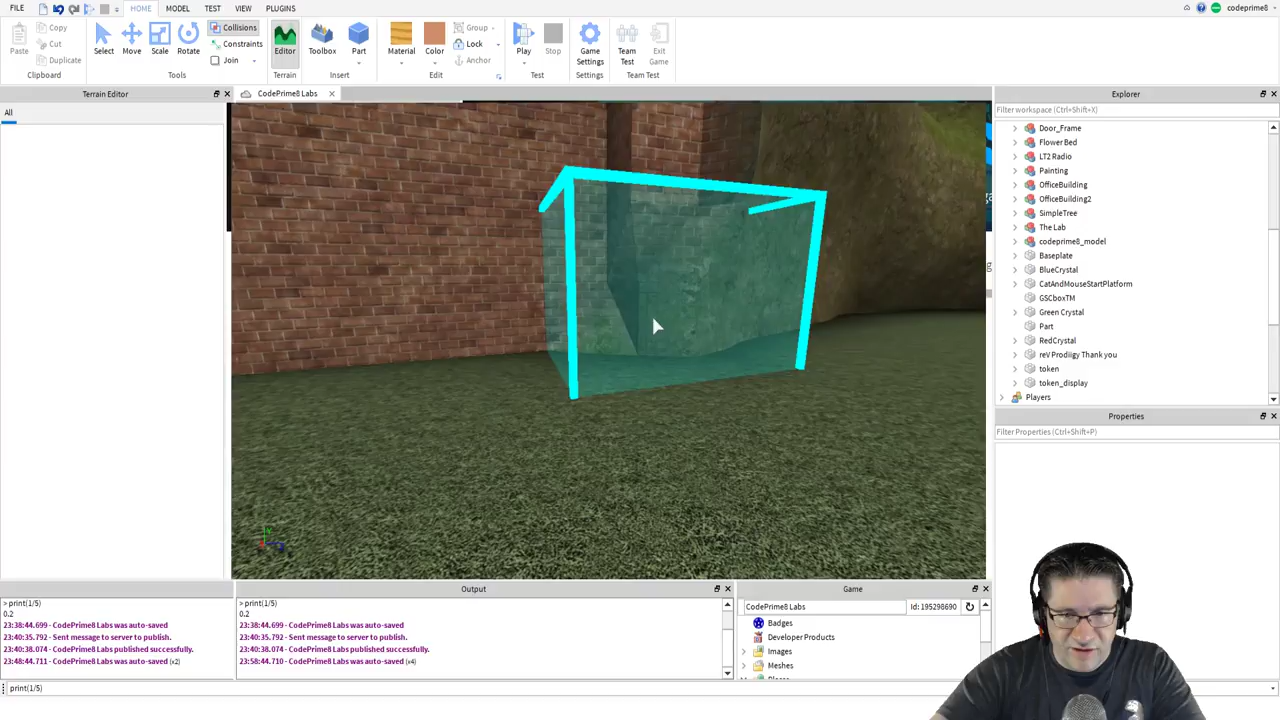 FILE HOME MODEL TEST VIEW PLUGINS codeprime8
Paste Copy Cut Duplicate Select Move Scale Rotate Collisions Constraints Join Editor Toolbox Part Material Color Group Lock Anchor Play Stop Game Settings Team Test Exit Game
Clipboard Tools Terrain Insert Edit Test Settings Team Test
Terrain Editor
All
CodePrime8 Labs
Explorer
Filter workspace (Ctrl+Shift+X)
Door_Frame
Flower Bed
LT2 Radio
Painting
OfficeBuilding
OfficeBuilding2
SimpleTree
The Lab
codeprime8_model
Baseplate
BlueCrystal
CatAndMouseStartPlatform
GSCboxTM
Green Crystal
Part
RedCrystal
reV Prodiigy Thank you
token
token_display
Players
Properties
Filter Properties (Ctrl+Shift+P)
> print(1/5)
0.2
23:38:44.699 - CodePrime8 Labs was auto-saved
23:40:35.792 - Sent message to server to publish.
23:40:38.074 - CodePrime8 Labs published successfully.
23:48:44.711 - CodePrime8 Labs was auto-saved (x2)
Output
> print(1/5)
0.2
23:38:44.699 - CodePrime8 Labs was auto-saved
23:40:35.792 - Sent message to server to publish.
23:40:38.074 - CodePrime8 Labs published successfully.
23:58:44.710 - CodePrime8 Labs was auto-saved (x4)
Game
CodePrime8 Labs Id: 195298690
Badges
Developer Products
Images
Meshes
print(1/5)